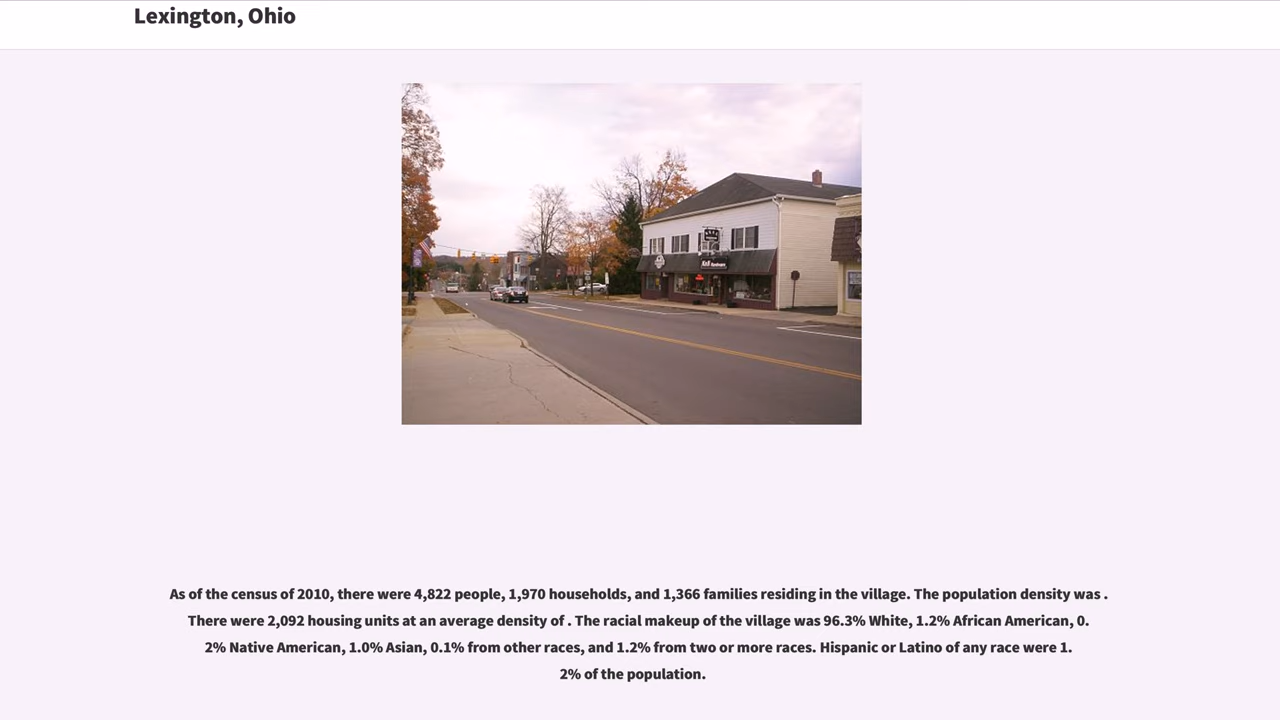 Lexington, Ohio
As of the census of 2010, there were 4,822 people, 1,970 households, and 1,366 families residing in the village. The population density was .
There were 2,092 housing units at an average density of . The racial makeup of the village was 96.3% White, 1.2% African American, 0.
2% Native American, 1.0% Asian, 0.1% from other races, and 1.2% from two or more races. Hispanic or Latino of any race were 1.
2% of the population.